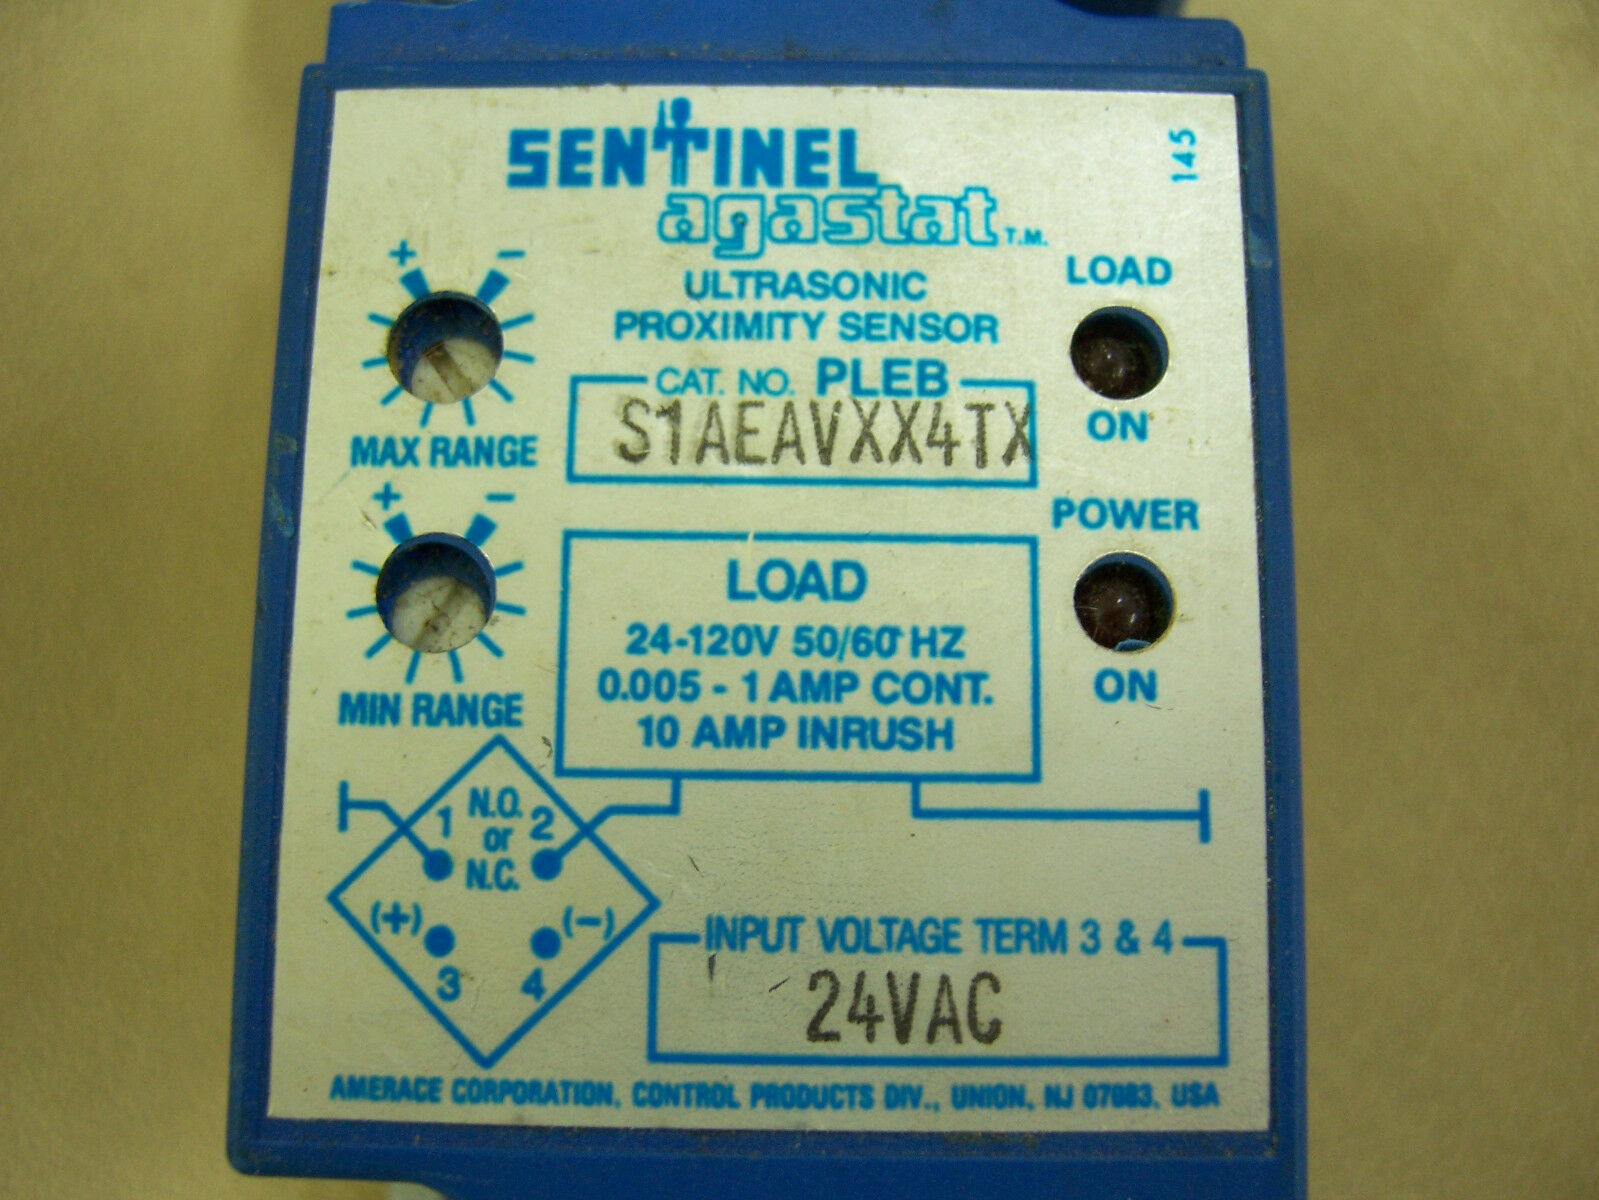 SENTINEL
agastat T.M.
145
ULTRASONIC
PROXIMITY SENSOR
CAT. NO. PLEB
S1AEAVXX4TX
+ -
MAX RANGE
+ -
MIN RANGE
LOAD
ON
POWER
ON
LOAD
24-120V 50/60 HZ
0.005 - 1 AMP CONT.
10 AMP INRUSH
1 N.O. 2
or
N.C.
(+) (-)
3 4
INPUT VOLTAGE TERM 3 & 4
24VAC
AMERACE CORPORATION, CONTROL PRODUCTS DIV., UNION, NJ 07083, USA